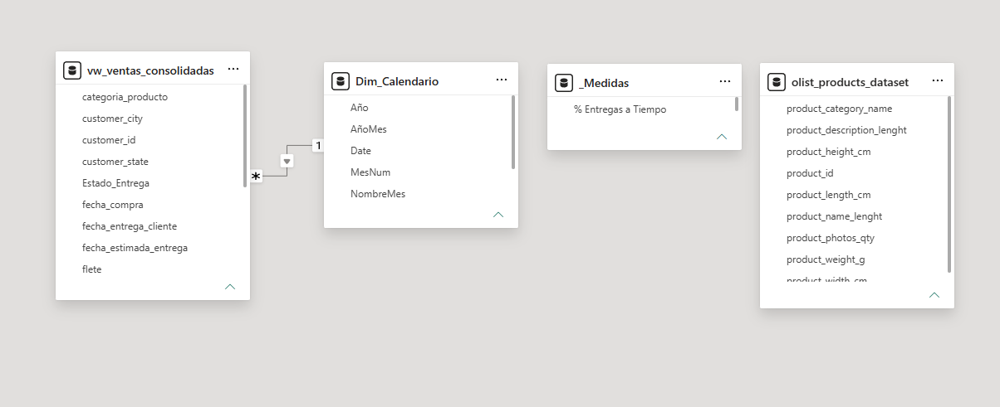 vw_ventas_consolidadas
categoria_producto
customer_city
customer_id
customer_state
Estado_Entrega
fecha_compra
fecha_entrega_cliente
fecha_estimada_entrega
flete
*
1
Dim_Calendario
Año
AñoMes
Date
MesNum
NombreMes
_Medidas
% Entregas a Tiempo
olist_products_dataset
product_category_name
product_description_lenght
product_height_cm
product_id
product_length_cm
product_name_lenght
product_photos_qty
product_weight_g
product_width_cm